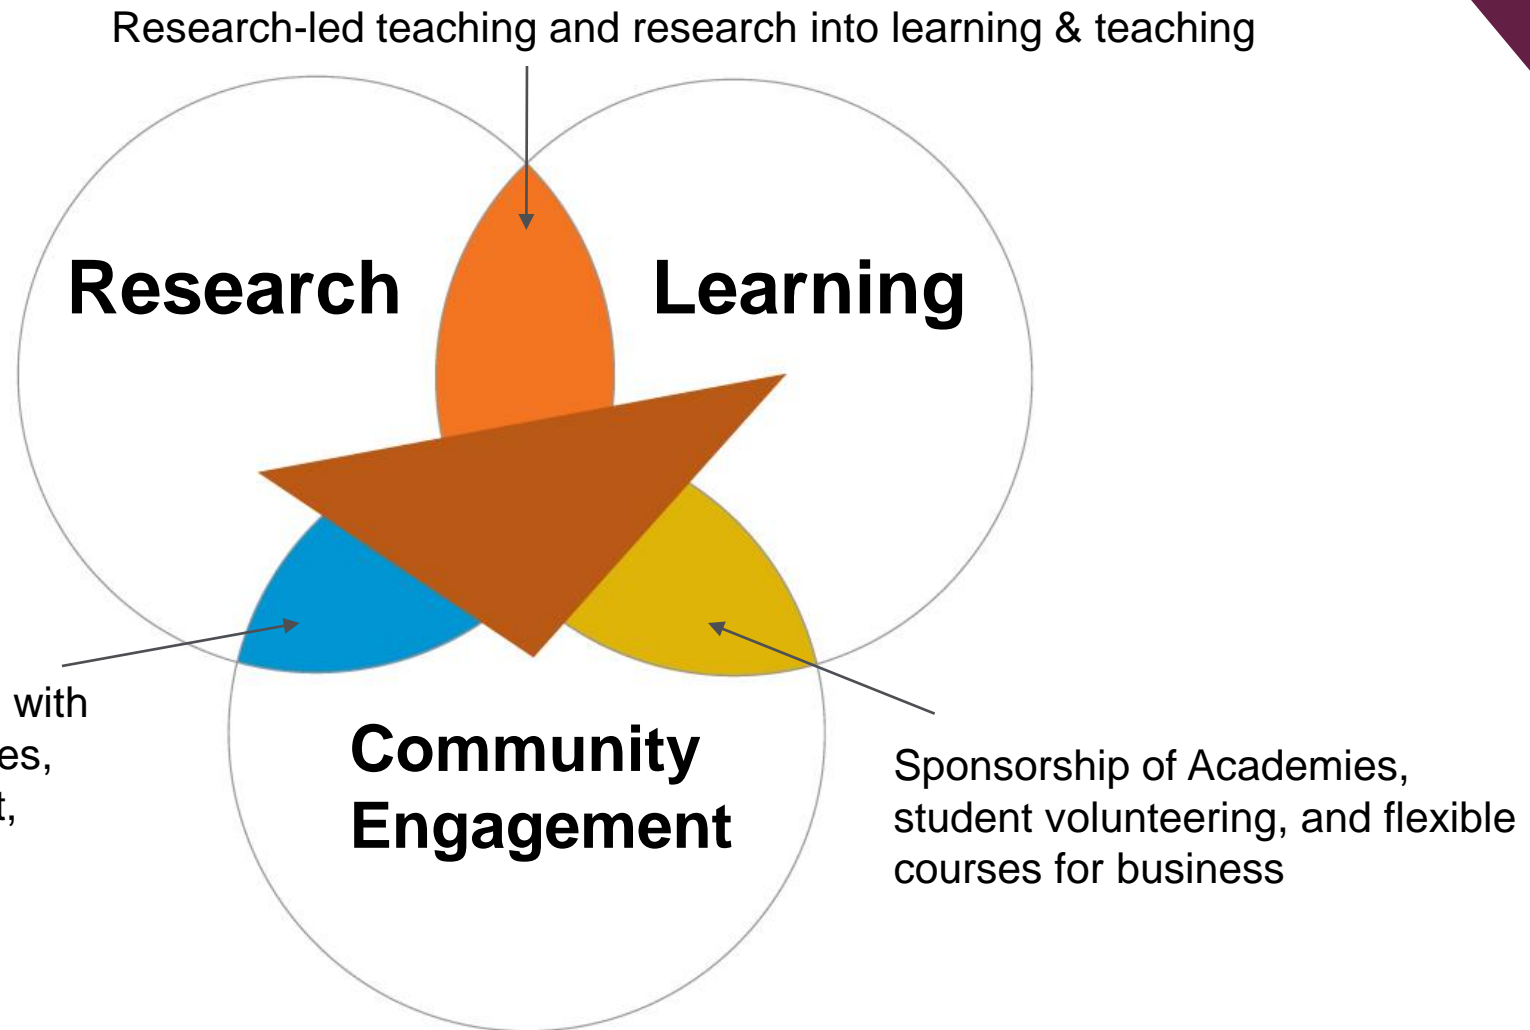 Research-led teaching and research into learning & teaching
Research
Learning
with
Community
Engagement
Sponsorship of Academies,
student volunteering, and flexible
courses for business